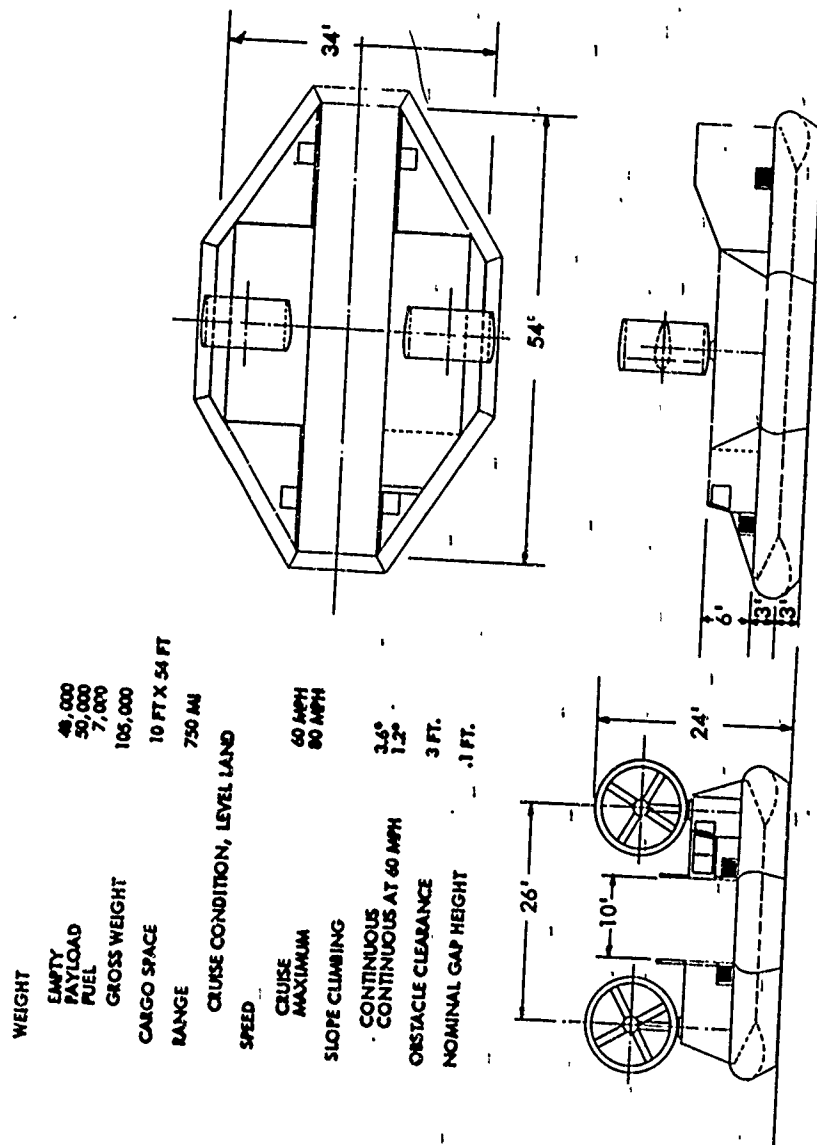 WEIGHT
EMPTY 48,000
PAYLOAD 50,000
FUEL 7,000
GROSS WEIGHT 105,000
CARGO SPACE 10 FT X 54 FT
RANGE 750 MI
CRUISE CONDITION, LEVEL LAND
SPEED
CRUISE 60 MPH
MAXIMUM 80 MPH
SLOPE CLIMBING
CONTINUOUS 3.6°
CONTINUOUS AT 60 MPH 1.2°
OBSTACLE CLEARANCE 3 FT.
NOMINAL GAP HEIGHT .1 FT.
34'
54'
26'
10'
24'
6'
3'
3'